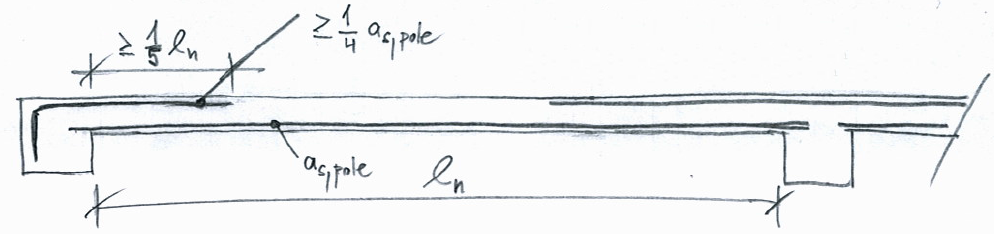 ≥ 1/5 ℓn
≥ 1/4 as,pole
as,pole
ℓn